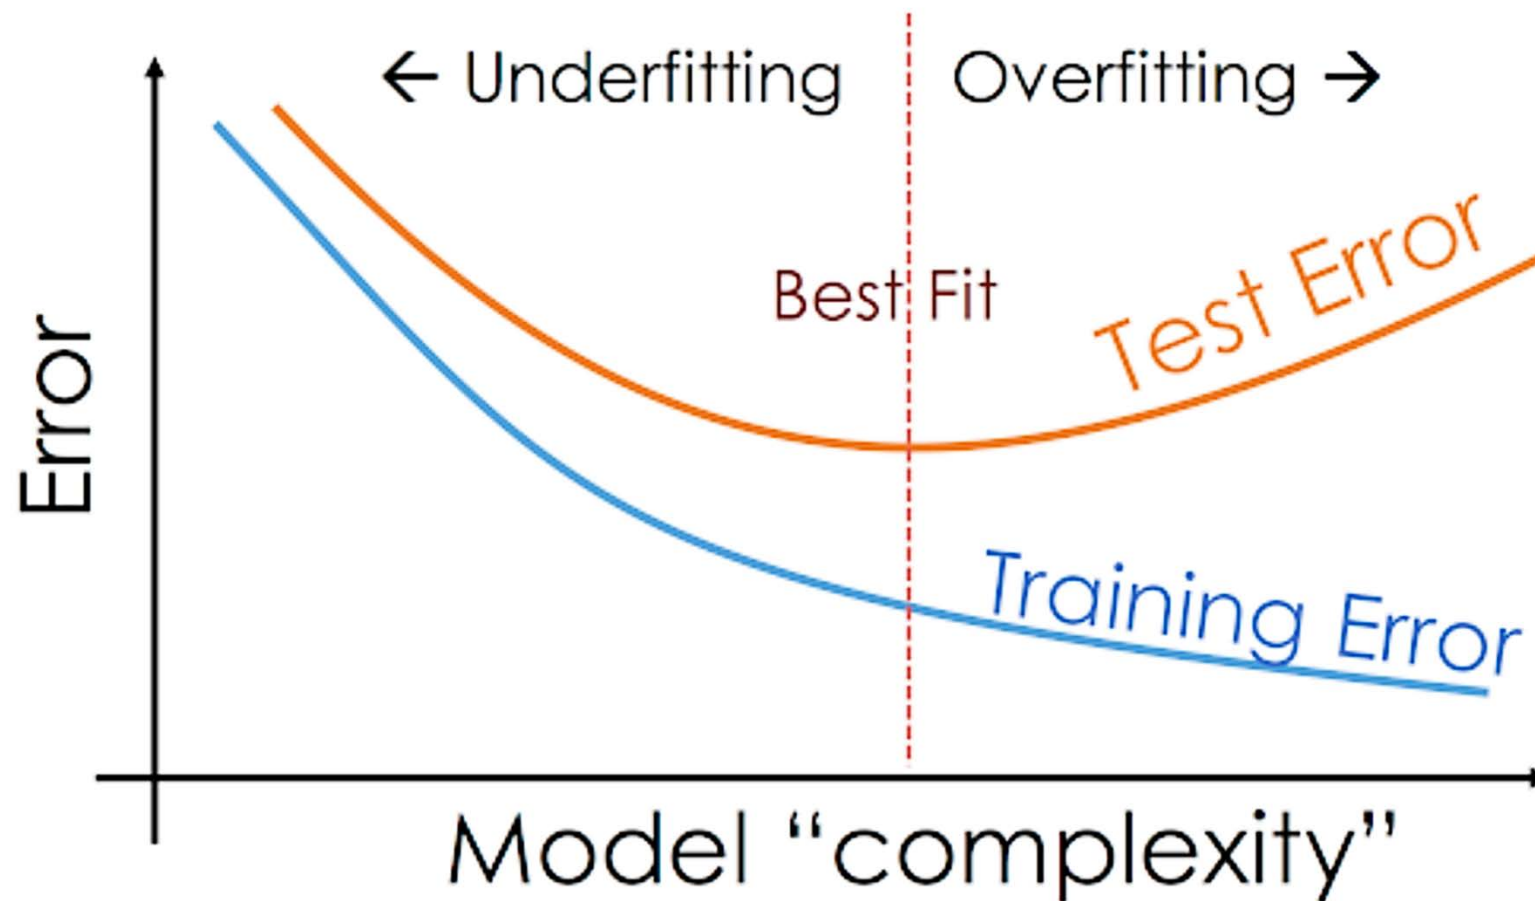 ← Underfitting
Overfitting →
Best Fit
Test Error
Error
Training Error
Model “complexity”